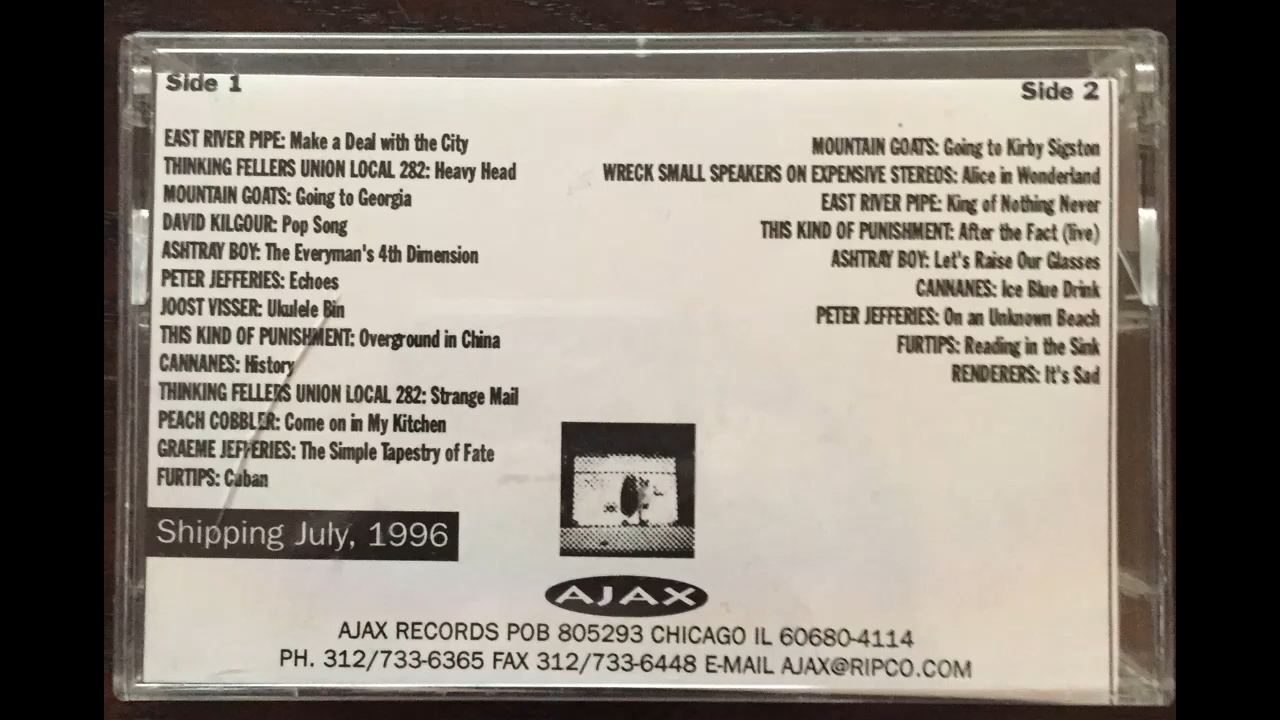 Side 1
EAST RIVER PIPE: Make a Deal with the City
THINKING FELLERS UNION LOCAL 282: Heavy Head
MOUNTAIN GOATS: Going to Georgia
DAVID KILGOUR: Pop Song
ASHTRAY BOY: The Everyman's 4th Dimension
PETER JEFFERIES: Echoes
JOOST VISSER: Ukulele Bin
THIS KIND OF PUNISHMENT: Overground in China
CANNANES: History
THINKING FELLERS UNION LOCAL 282: Strange Mail
PEACH COBBLER: Come on in My Kitchen
GRAEME JEFFERIES: The Simple Tapestry of Fate
FURTIPS: Cuban
Shipping July, 1996
Side 2
MOUNTAIN GOATS: Going to Kirby Sigston
WRECK SMALL SPEAKERS ON EXPENSIVE STEREOS: Alice in Wonderland
EAST RIVER PIPE: King of Nothing Never
THIS KIND OF PUNISHMENT: After the Fact (live)
ASHTRAY BOY: Let's Raise Our Glasses
CANNANES: Ice Blue Drink
PETER JEFFERIES: On an Unknown Beach
FURTIPS: Reading in the Sink
RENDERERS: It's Sad
AJAX
AJAX RECORDS POB 805293 CHICAGO IL 60680-4114
PH. 312/733-6365 FAX 312/733-6448 E-MAIL AJAX@RIPCO.COM